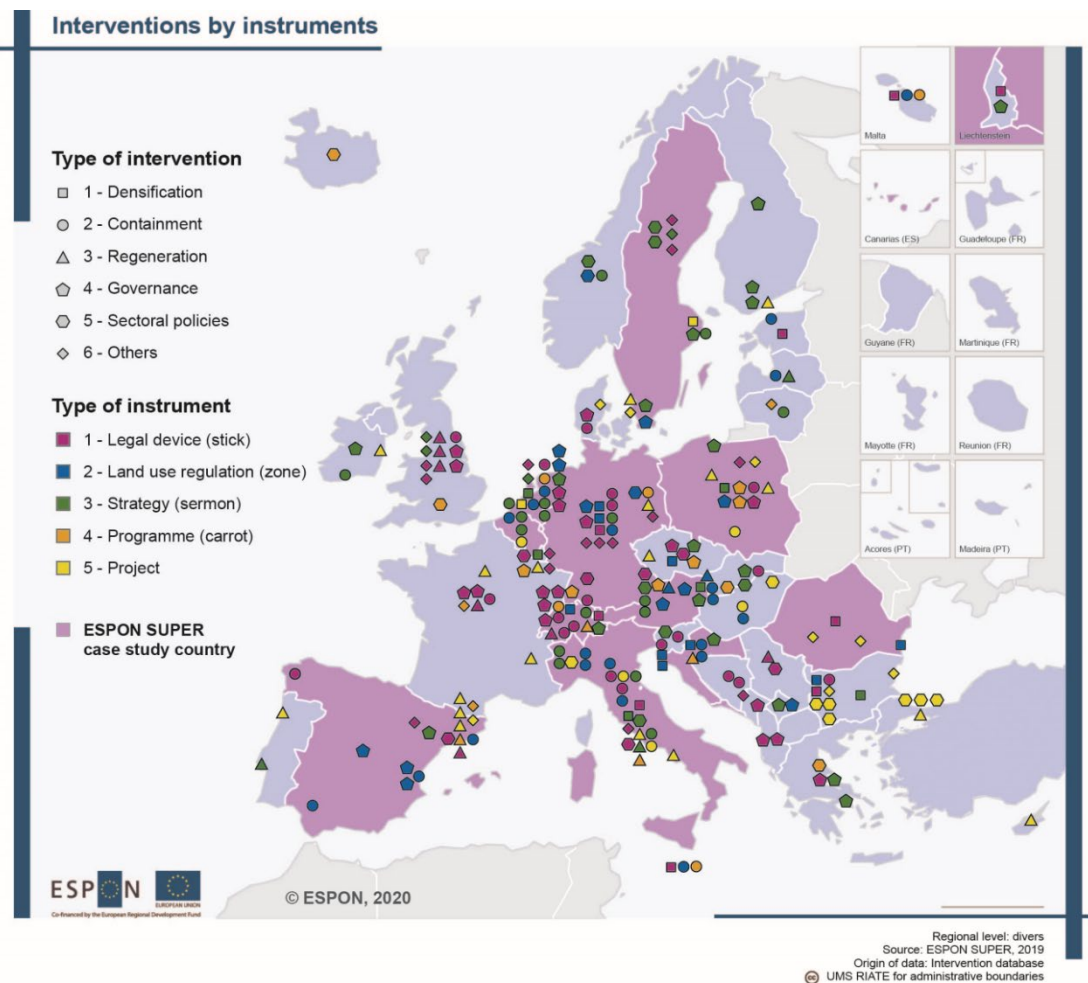 Interventions by instruments
Type of intervention
1 - Densification
2 - Containment
3 - Regeneration
4 - Governance
5 - Sectoral policies
6 - Others
Type of instrument
1 - Legal device (stick)
2 - Land use regulation (zone)
3 - Strategy (sermon)
4 - Programme (carrot)
5 - Project
ESPON SUPER
case study country
Malta
Liechtenstein
Canarias (ES)
Guadeloupe (FR)
Guyane (FR)
Martinique (FR)
Mayotte (FR)
Reunion (FR)
Acores (PT)
Madeira (PT)
ESPON
EUROPEAN UNION
Co-financed by the European Regional Development Fund
© ESPON, 2020
Regional level: divers
Source: ESPON SUPER, 2019
Origin of data: Intervention database
cc UMS RIATE for administrative boundaries